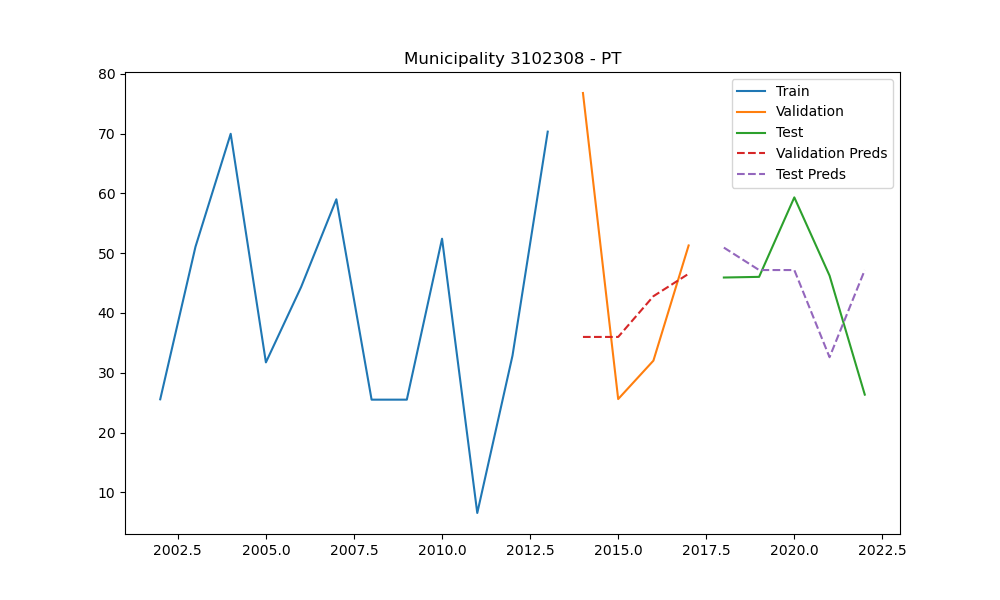 Municipality 3102308 - PT
80
70
60
50
40
30
20
10
2002.5 2005.0 2007.5 2010.0 2012.5 2015.0 2017.5 2020.0 2022.5
Train
Validation
Test
Validation Preds
Test Preds